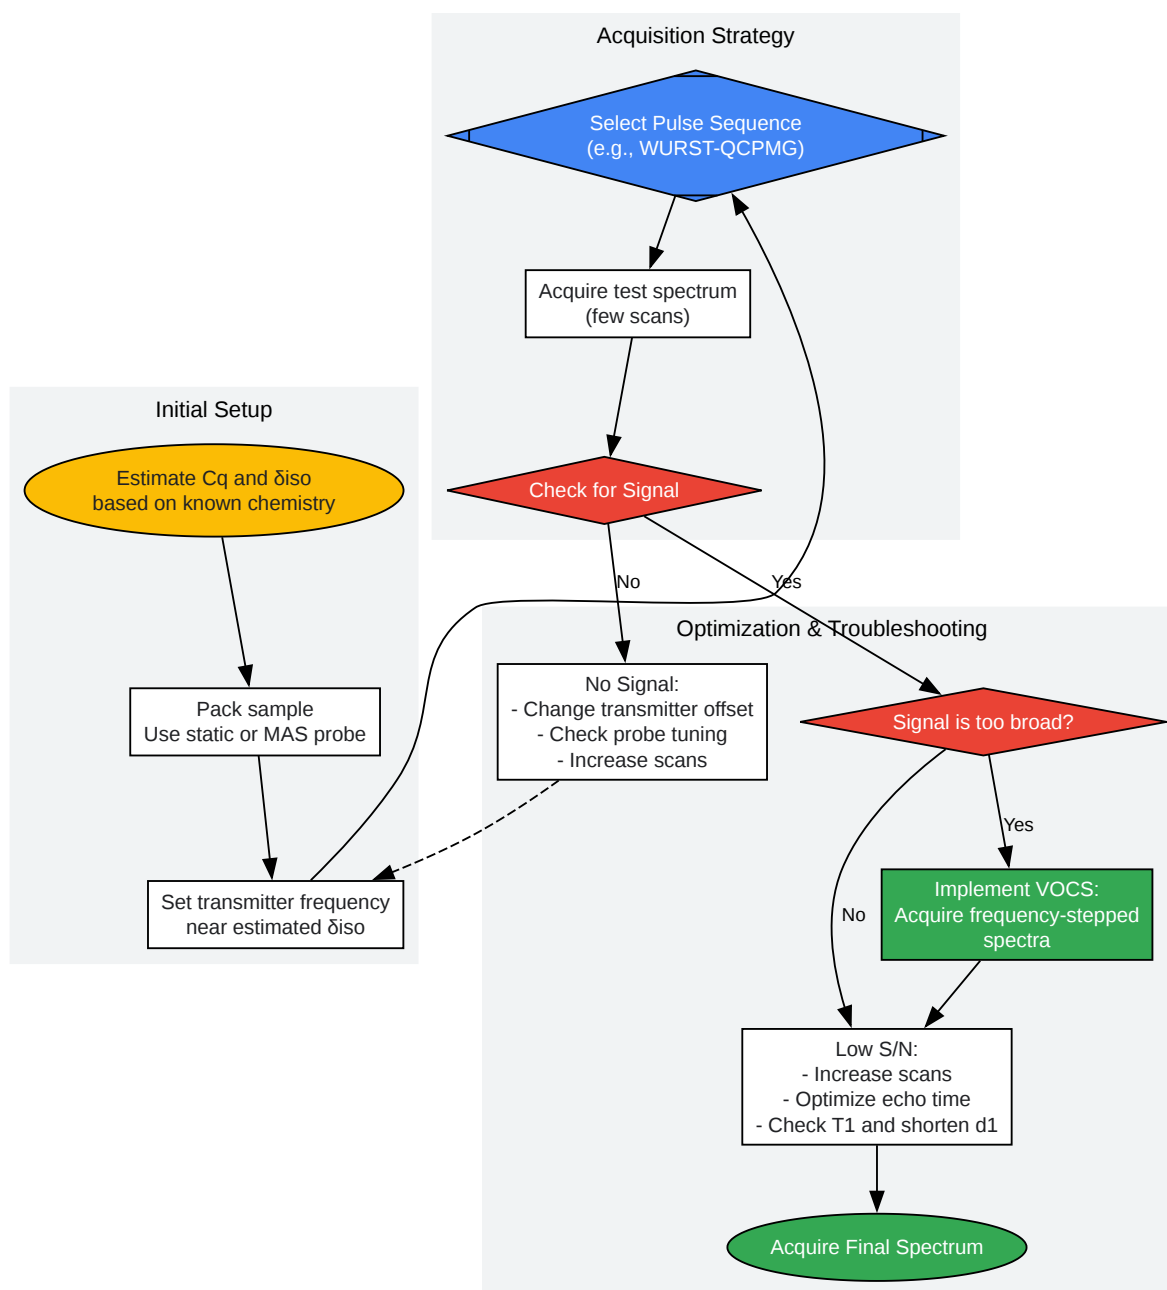 Acquisition Strategy
Select Pulse Sequence
(e.g., WURST-QCPMG)
Acquire test spectrum
(few scans)
Check for Signal
Initial Setup
Estimate Cq and δiso
based on known chemistry
Pack sample
Use static or MAS probe
Set transmitter frequency
near estimated δiso
No
Yes
Optimization & Troubleshooting
No Signal:
- Change transmitter offset
- Check probe tuning
- Increase scans
Signal is too broad?
Yes
No
Implement VOCS:
Acquire frequency-stepped
spectra
Low S/N:
- Increase scans
- Optimize echo time
- Check T1 and shorten d1
Acquire Final Spectrum